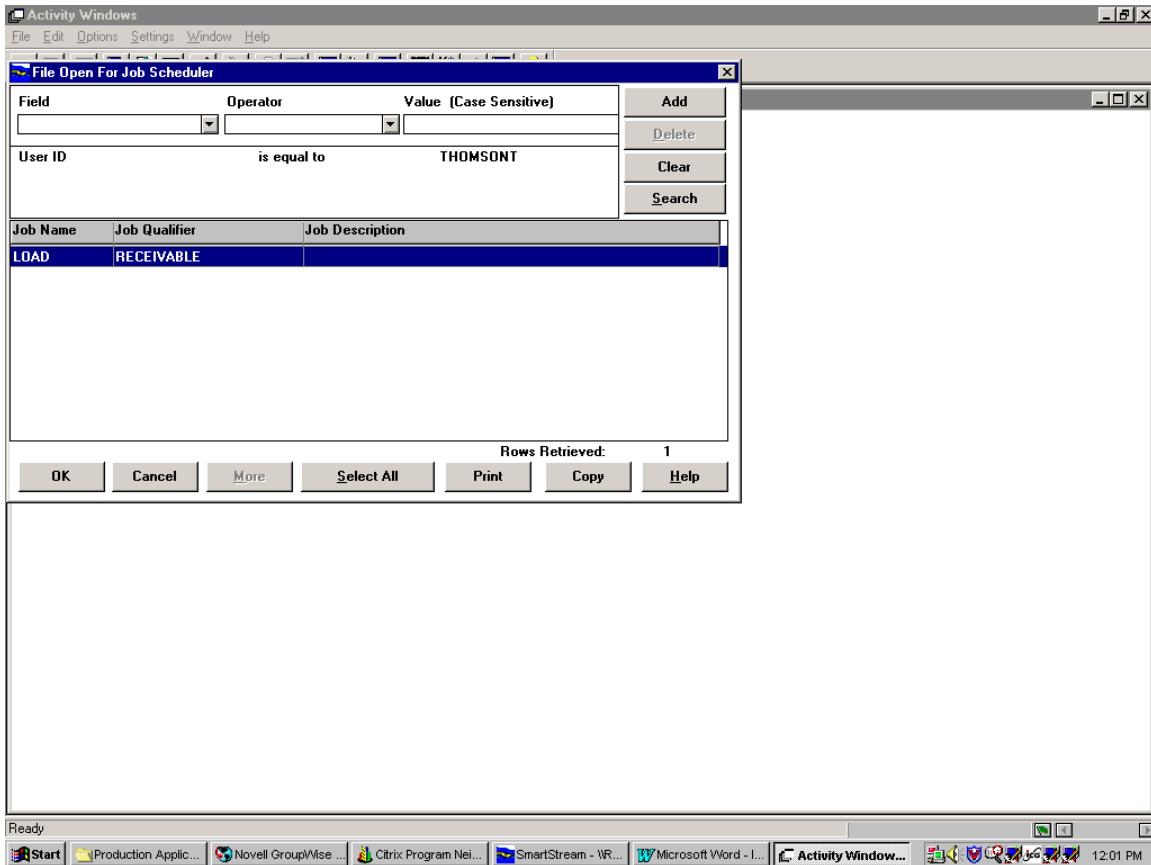 Activity Windows
File Edit Options Settings Window Help
File Open For Job Scheduler
Field Operator Value (Case Sensitive) Add
Delete
User ID is equal to THOMSONT
Clear
Search
Job Name Job Qualifier Job Description
LOAD RECEIVABLE
Rows Retrieved: 1
OK Cancel More Select All Print Copy Help
Ready
Start Production Applic... Novell GroupWise ... Citrix Program Nei... SmartStream - \\R... Microsoft Word - I... Activity Window... 12:01 PM